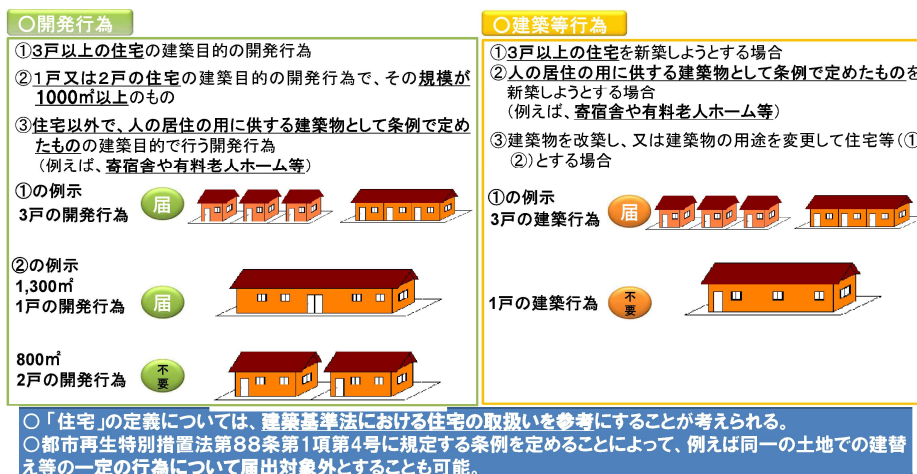 ○開発行為
①3戸以上の住宅の建築目的の開発行為
②1戸又は2戸の住宅の建築目的の開発行為で、その規模が
1000㎡以上のもの
③住宅以外で、人の居住の用に供する建築物として条例で定め
たものの建築目的で行う開発行為
(例えば、寄宿舎や有料老人ホーム等)
①の例示
3戸の開発行為
届
②の例示
1,300㎡
1戸の開発行為
届
800㎡
2戸の開発行為
不
要
○建築等行為
①3戸以上の住宅を新築しようとする場合
②人の居住の用に供する建築物として条例で定めたものを
新築しようとする場合
(例えば、寄宿舎や有料老人ホーム等)
③建築物を改築し、又は建築物の用途を変更して住宅等(①
②)とする場合
①の例示
3戸の建築行為
届
1戸の建築行為
不
要
○「住宅」の定義については、建築基準法における住宅の取扱いを参考にすることが考えられる。
○都市再生特別措置法第88条第1項第4号に規定する条例を定めることによって、例えば同一の土地での建替
え等の一定の行為について届出対象外とすることも可能。